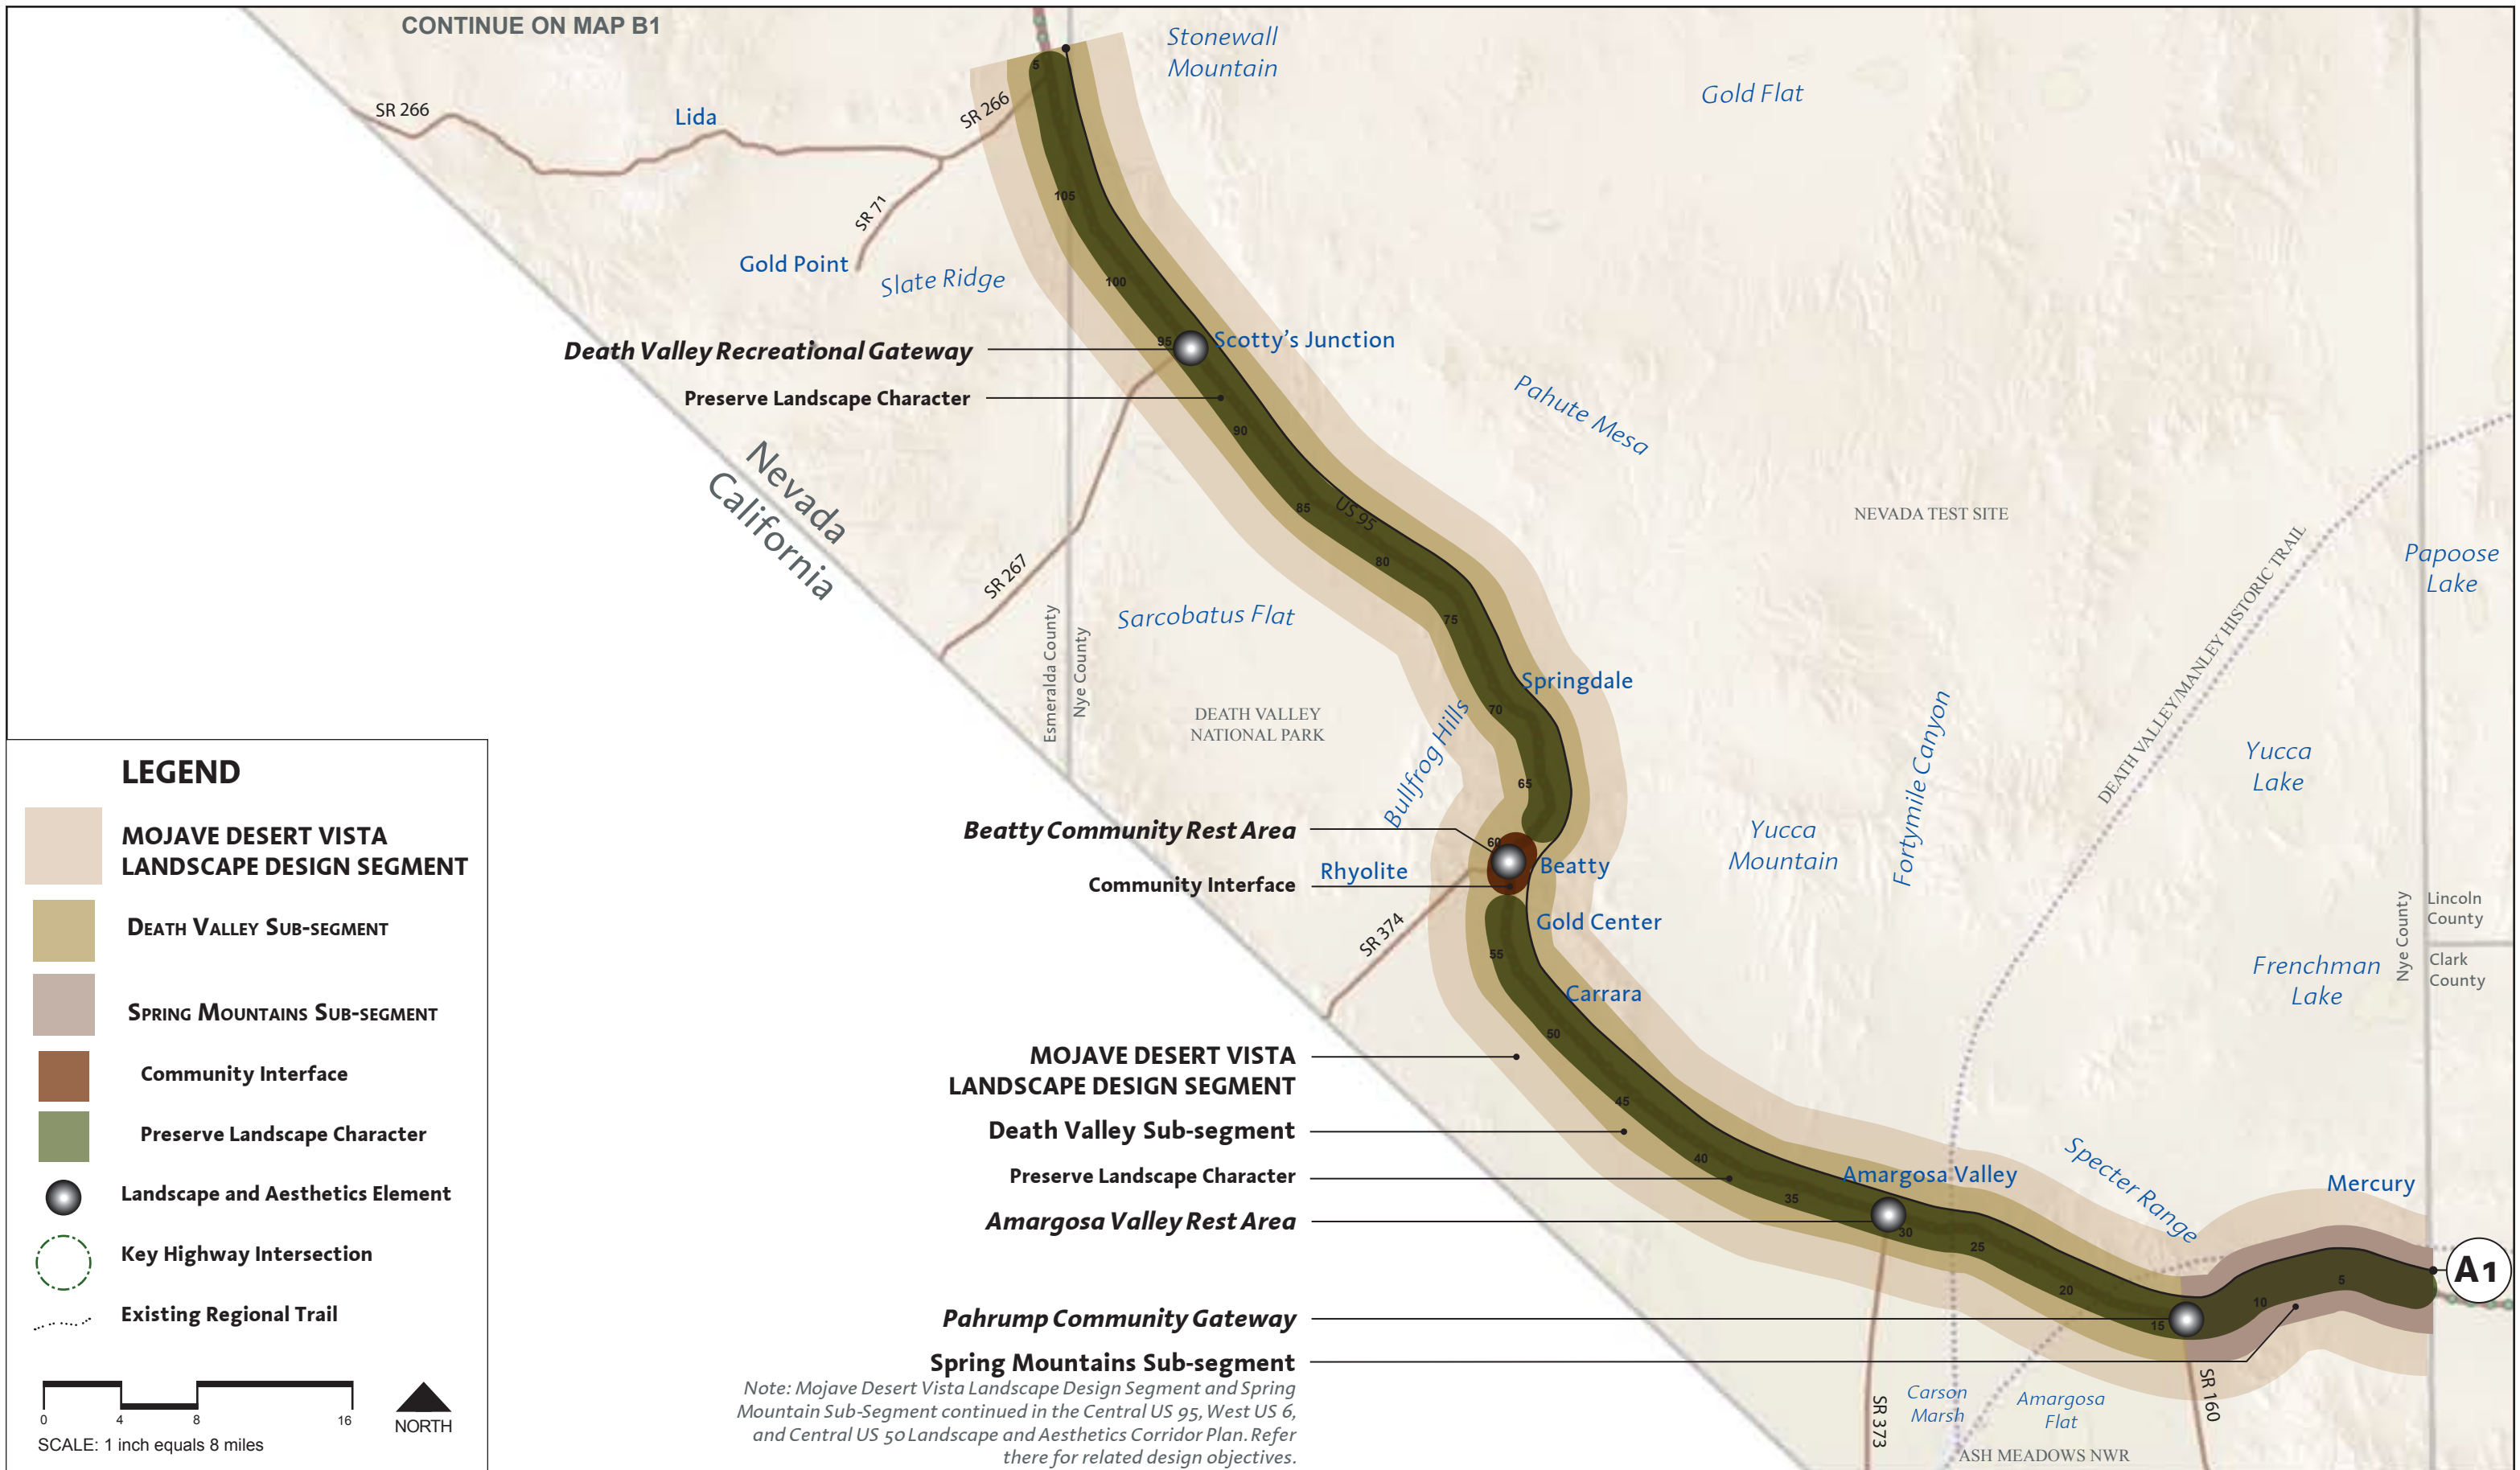 CONTINUE ON MAP B1
Stonewall
Mountain
Gold Flat
5
SR 266
Lida
SR 266
105
SR 71
Gold Point
Slate Ridge
100
Death Valley Recreational Gateway
95
Scotty's Junction
Preserve Landscape Character
90
Pahute Mesa
Nevada
California
85
US 95
80
NEVADA TEST SITE
DEATH VALLEY/MANLEY HISTORIC TRAIL
Papoose
Lake
SR 267
Esmeralda County
Nye County
Sarcobatus Flat
75
Springdale
70
DEATH VALLEY
NATIONAL PARK
Bullfrog Hills
65
Fortymile Canyon
Yucca
Lake
Beatty Community Rest Area
60
Rhyolite
Beatty
Yucca
Mountain
Community Interface
Nye County
Lincoln
County
Clark
County
SR 374
Gold Center
55
Frenchman
Lake
Carrara
50
MOJAVE DESERT VISTA
LANDSCAPE DESIGN SEGMENT
45
Death Valley Sub-segment
40
Preserve Landscape Character
35
Amargosa Valley
Specter Range
Mercury
Amargosa Valley Rest Area
30
25
20
15
10
5
A1
Pahrump Community Gateway
Spring Mountains Sub-segment
SR 373
Carson
Marsh
Amargosa
Flat
SR 160
ASH MEADOWS NWR
Note: Mojave Desert Vista Landscape Design Segment and Spring
Mountain Sub-Segment continued in the Central US 95, West US 6,
and Central US 50 Landscape and Aesthetics Corridor Plan. Refer
there for related design objectives.
LEGEND
MOJAVE DESERT VISTA
LANDSCAPE DESIGN SEGMENT
DEATH VALLEY SUB-SEGMENT
SPRING MOUNTAINS SUB-SEGMENT
Community Interface
Preserve Landscape Character
Landscape and Aesthetics Element
Key Highway Intersection
Existing Regional Trail
0 4 8 16
NORTH
SCALE: 1 inch equals 8 miles